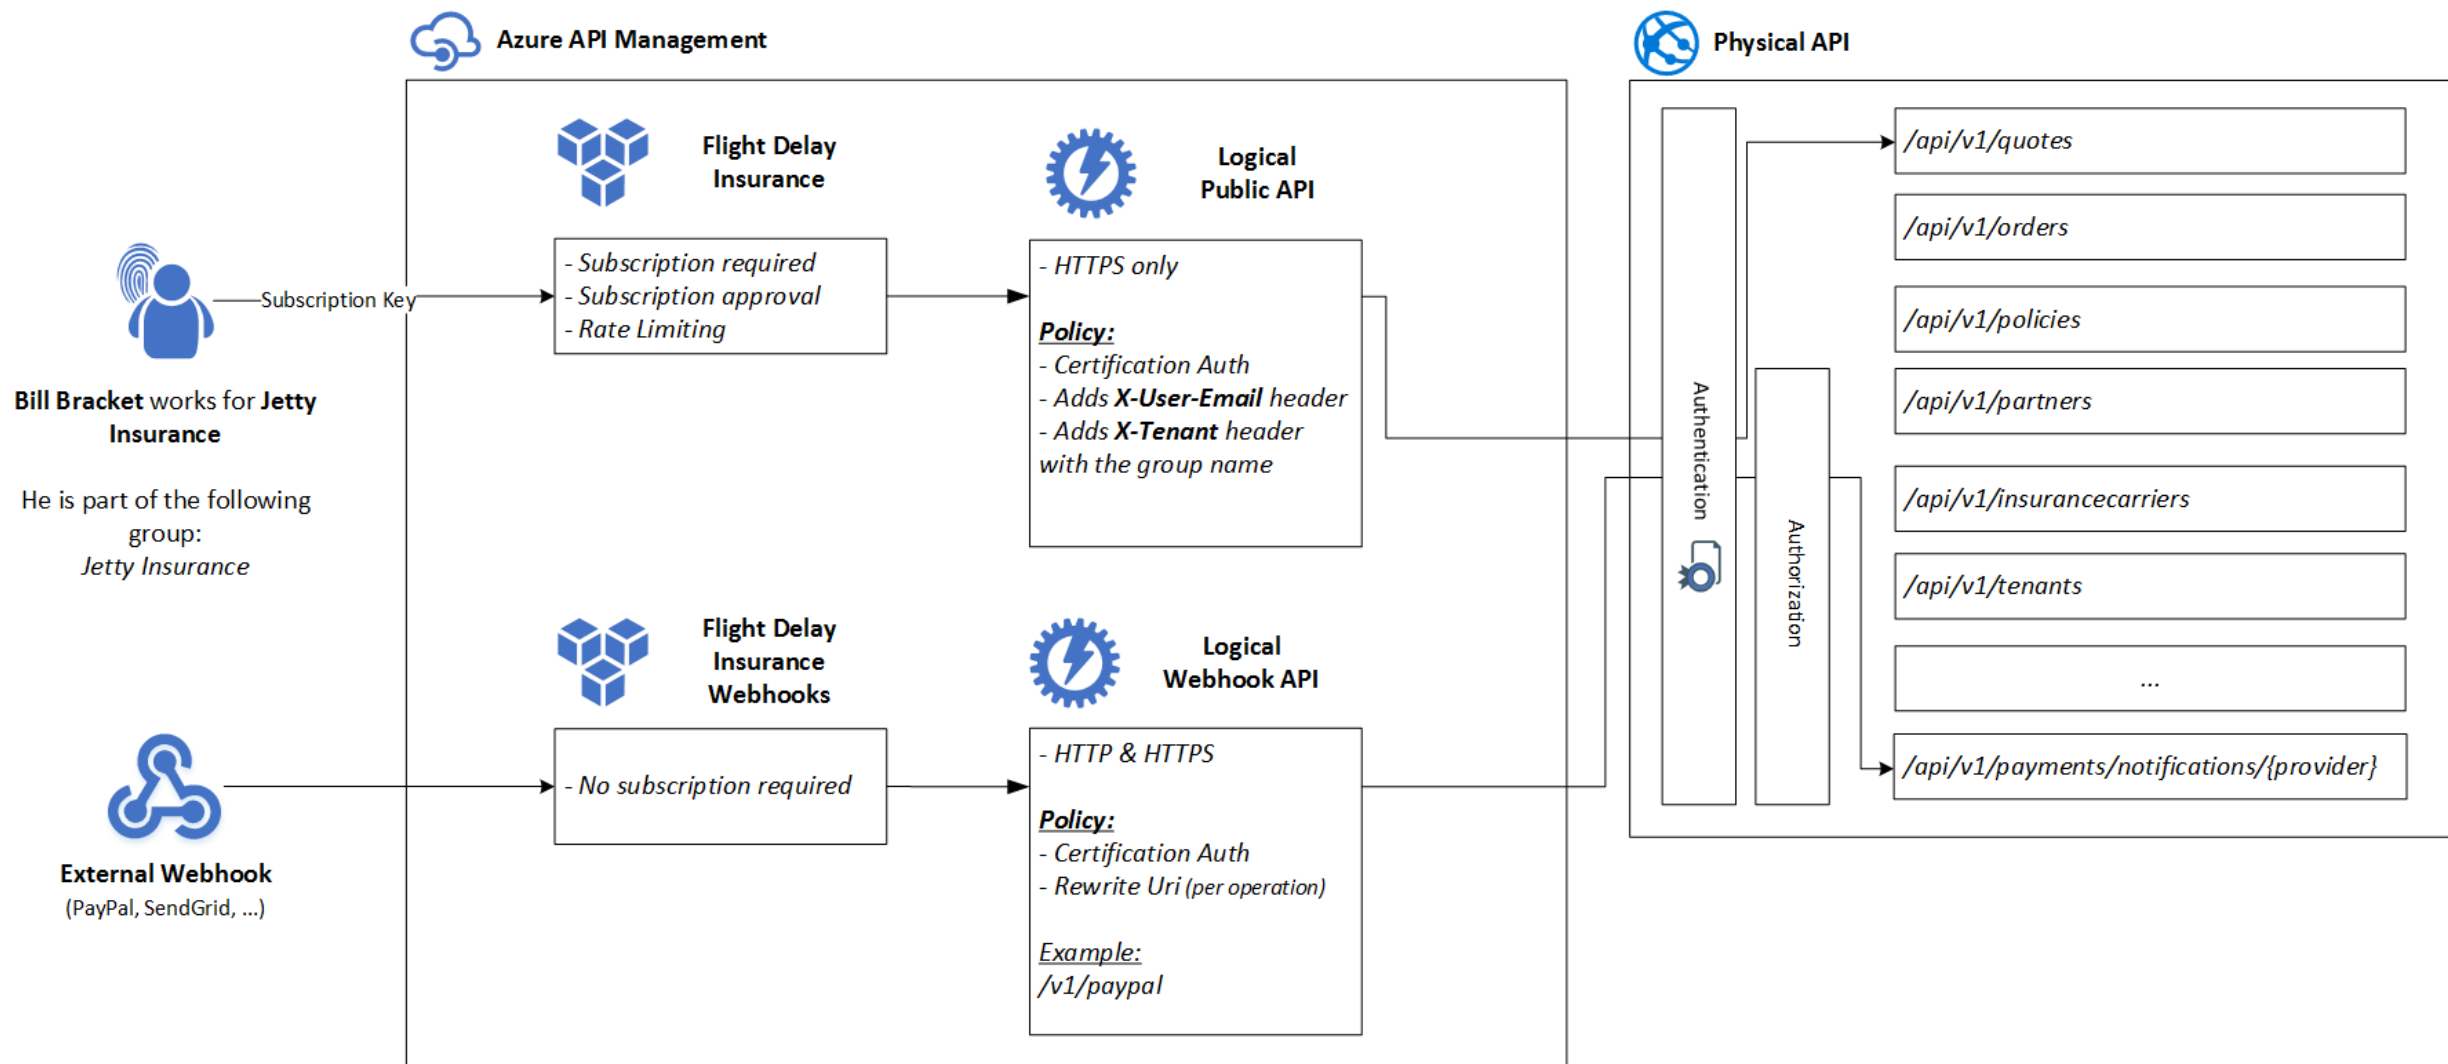 Azure API Management
Physical API
Flight Delay
Insurance
Logical
Public API
- Subscription required
- Subscription approval
- Rate Limiting
- HTTPS only
Policy:
- Certification Auth
- Adds X-User-Email header
- Adds X-Tenant header
with the group name
Subscription Key
Bill Bracket works for Jetty
Insurance
He is part of the following
group:
Jetty Insurance
Flight Delay
Insurance
Webhooks
Logical
Webhook API
- No subscription required
- HTTP & HTTPS
Policy:
- Certification Auth
- Rewrite Uri (per operation)
Example:
/v1/paypal
External Webhook
(PayPal, SendGrid, ...)
Authentication
Authorization
/api/v1/quotes
/api/v1/orders
/api/v1/policies
/api/v1/partners
/api/v1/insurancecarriers
/api/v1/tenants
...
/api/v1/payments/notifications/{provider}